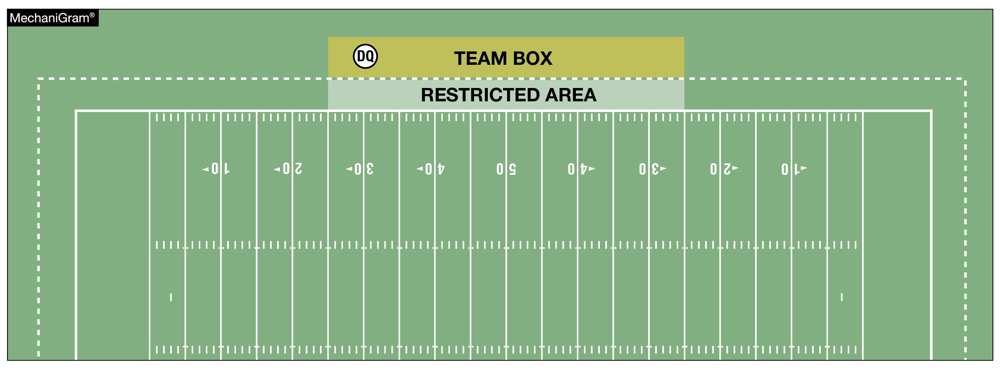 MechaniGram®
DQ
TEAM BOX
RESTRICTED AREA
10 20 30 40 50 40 30 20 10